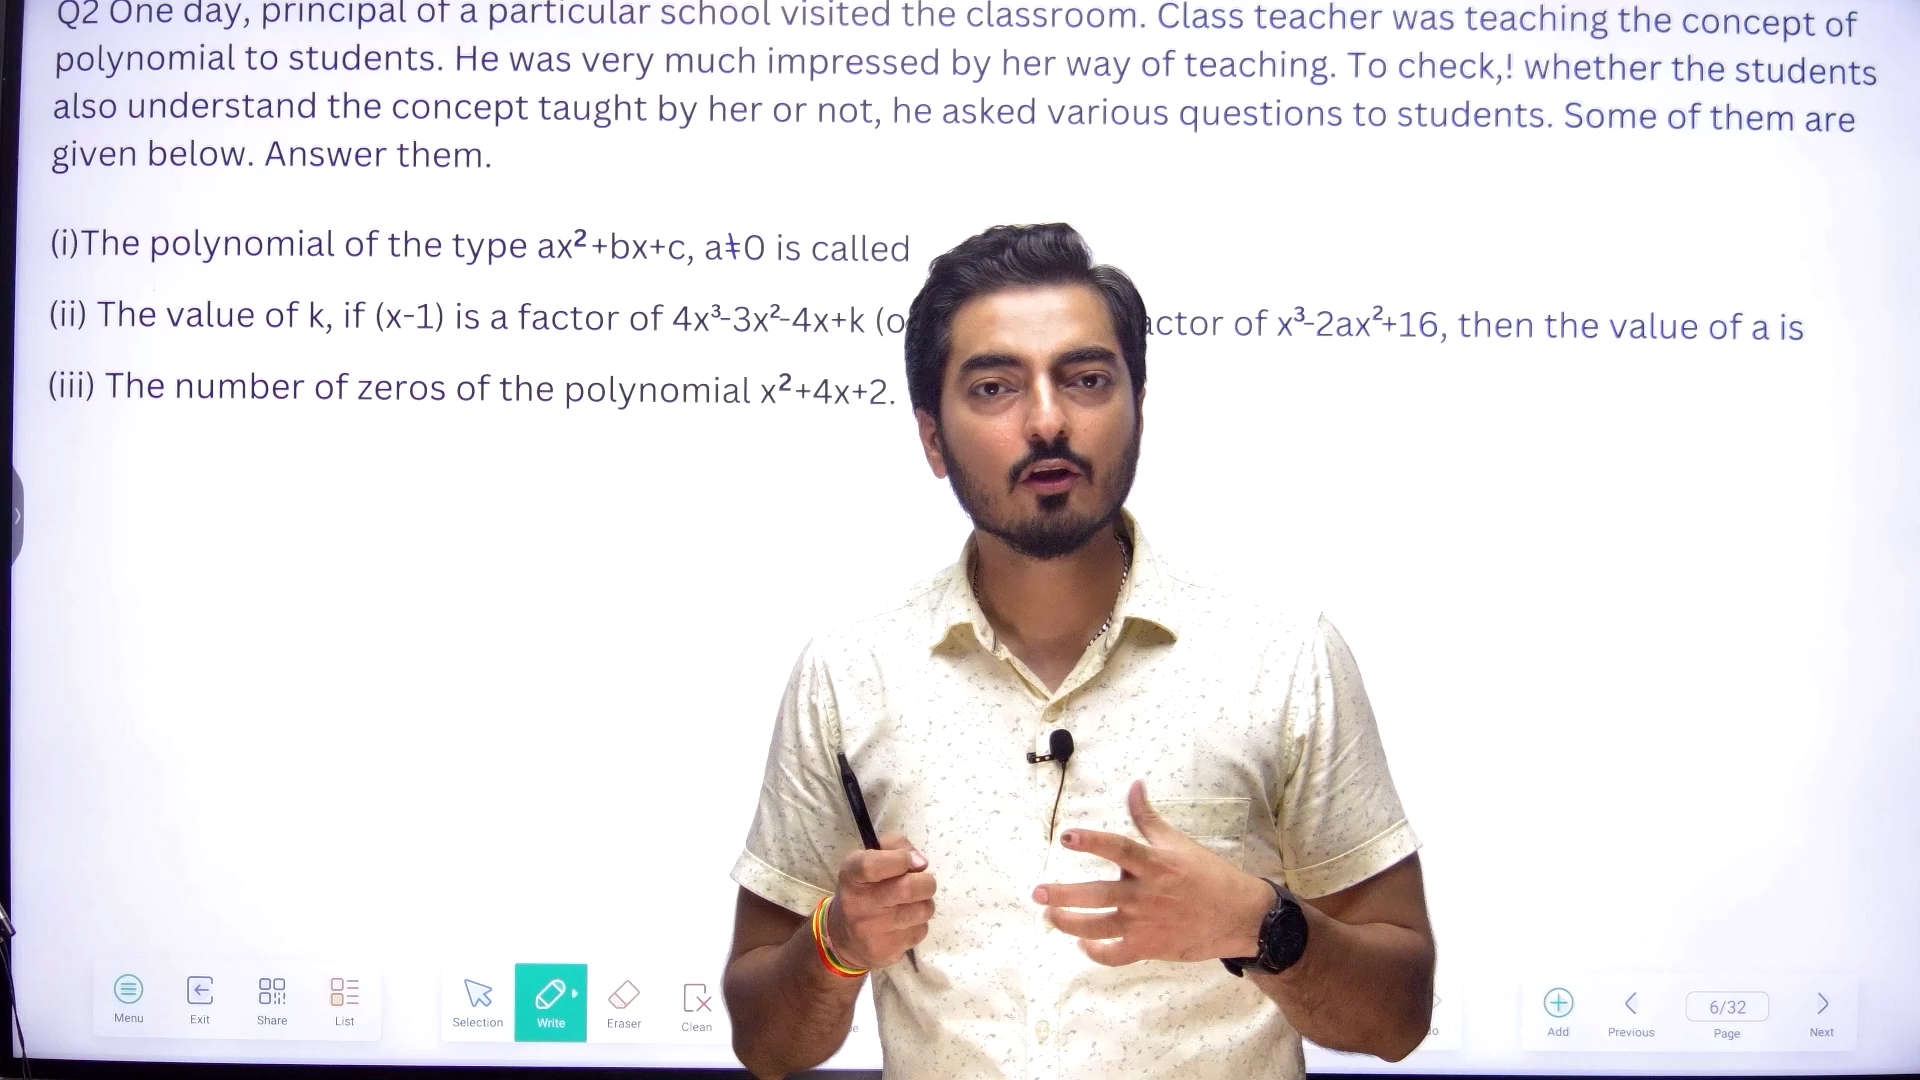 Q2 One day, principal of a particular school visited the classroom. Class teacher was teaching the concept of
polynomial to students. He was very much impressed by her way of teaching. To check,! whether the students
also understand the concept taught by her or not, he asked various questions to students. Some of them are
given below. Answer them.
(i)The polynomial of the type ax²+bx+c, a≠0 is called
(ii) The value of k, if (x-1) is a factor of 4x³-3x²-4x+k (o actor of x³-2ax²+16, then the value of a is
(iii) The number of zeros of the polynomial x²+4x+2.
Menu Exit Share List Selection Write Eraser Clean Add Previous 6/32 Page Next